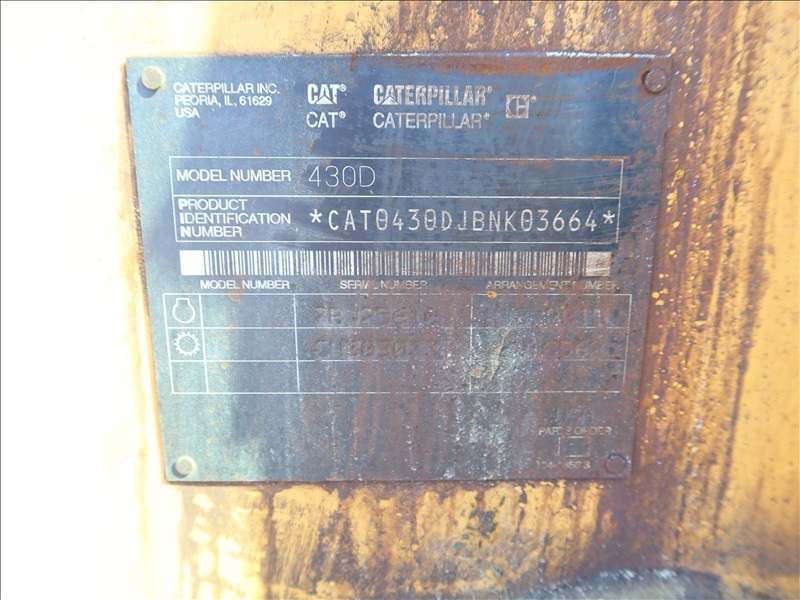 CATERPILLAR INC.
PEORIA, IL, 61629
USA
CAT® CATERPILLAR®
CAT® CATERPILLAR®
MODEL NUMBER 430D
PRODUCT
IDENTIFICATION
NUMBER
*CAT0430DJBNK03664*
MODEL NUMBER SERIAL NUMBER ARRANGEMENT NUMBER
PARTS ORDER